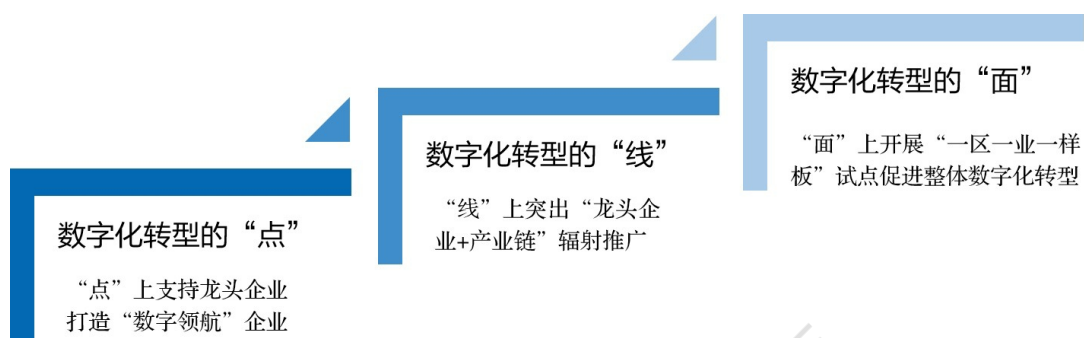 数字化转型的“点”
“点”上支持龙头企业
打造“数字领航”企业
数字化转型的“线”
“线”上突出“龙头企
业+产业链”辐射推广
数字化转型的“面”
“面”上开展“一区一业一样
板”试点促进整体数字化转型